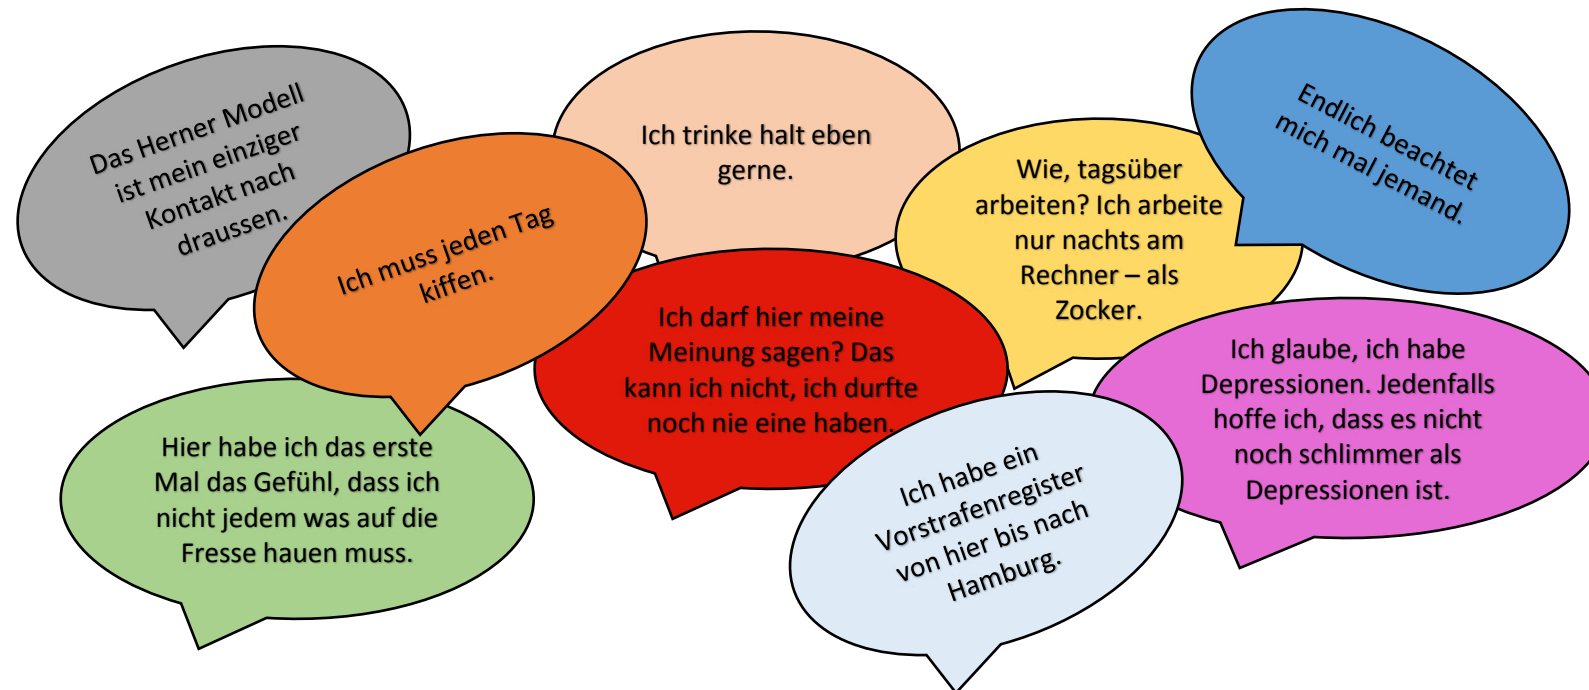 Das Herner Modell
ist mein einziger
Kontakt nach
draussen.
Ich muss jeden Tag
kiffen.
Ich trinke halt eben
gerne.
Wie, tagsüber
arbeiten? Ich arbeite
nur nachts am
Rechner – als
Zocker.
Endlich beachtet
mich mal jemand.
Hier habe ich das erste
Mal das Gefühl, dass ich
nicht jedem was auf die
Fresse hauen muss.
Ich darf hier meine
Meinung sagen? Das
kann ich nicht, ich durfte
noch nie eine haben.
Ich habe ein
Vorstrafenregister
von hier bis nach
Hamburg.
Ich glaube, ich habe
Depressionen. Jedenfalls
hoffe ich, dass es nicht
noch schlimmer als
Depressionen ist.